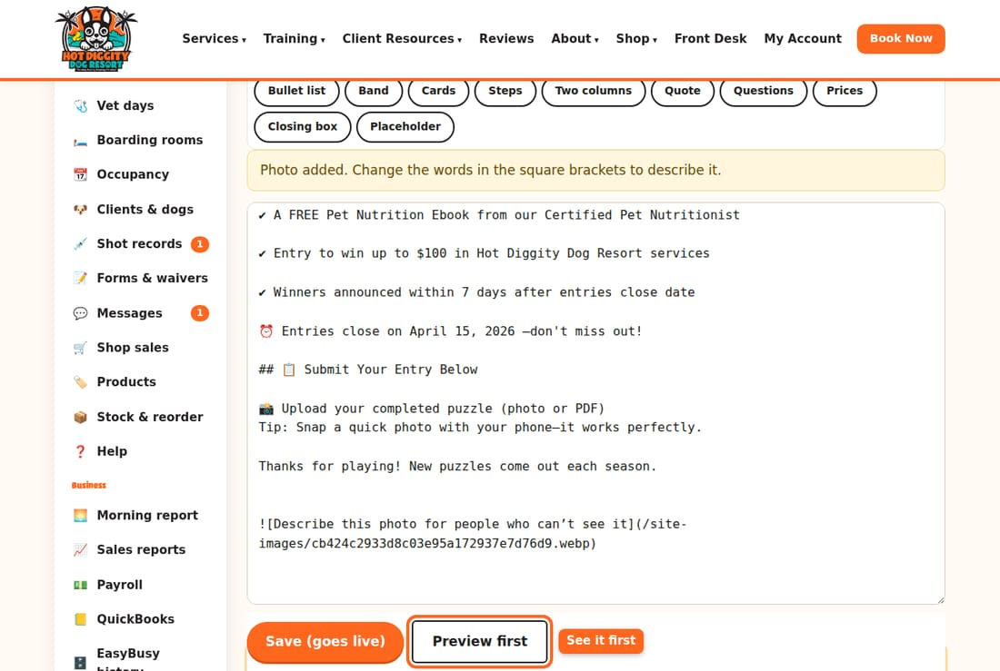 HOT DIGGITY
DOG RESORT
Services ▾
Training ▾
Client Resources ▾
Reviews
About ▾
Shop ▾
Front Desk
My Account
Book Now
Vet days
Boarding rooms
Occupancy
Clients & dogs
Shot records 1
Forms & waivers
Messages 1
Shop sales
Products
Stock & reorder
Help
Business
Morning report
Sales reports
Payroll
QuickBooks
EasyBusy
history
Bullet list
Band
Cards
Steps
Two columns
Quote
Questions
Prices
Closing box
Placeholder
Photo added. Change the words in the square brackets to describe it.
✔ A FREE Pet Nutrition Ebook from our Certified Pet Nutritionist
✔ Entry to win up to $100 in Hot Diggity Dog Resort services
✔ Winners announced within 7 days after entries close date
⏰ Entries close on April 15, 2026 —don't miss out!
## 📋 Submit Your Entry Below
📸 Upload your completed puzzle (photo or PDF)
Tip: Snap a quick photo with your phone—it works perfectly.
Thanks for playing! New puzzles come out each season.
![Describe this photo for people who can’t see it](/site-
images/cb424c2933d8c03e95a172937e7d76d9.webp)
Save (goes live)
Preview first
See it first